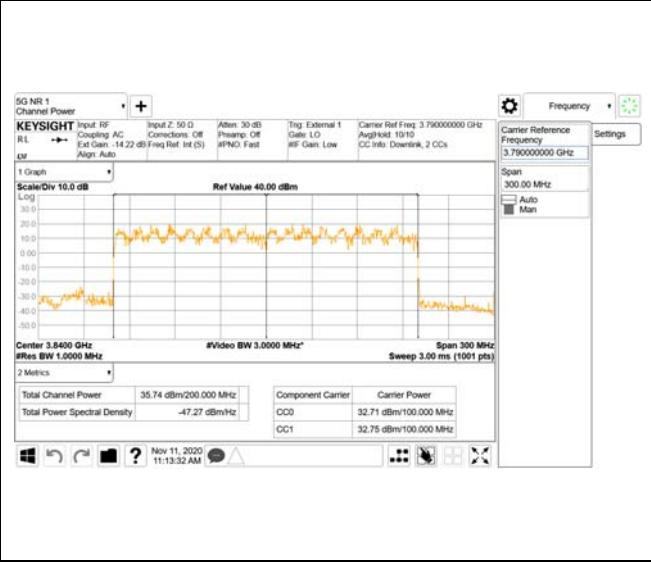 5G NR 1
Channel Power
Frequency
KEYSIGHT
Input: RF
Input Z: 50 Ω
Atten: 30 dB
Trig: External 1
Carrier Ref Freq: 3.790000000 GHz
RL
Coupling: AC
Corrections: Off
Preamp: Off
Gate: LO
Avg|Hold: 10/10
Ext Gain: -14.22 dB
Freq Ref: Int (S)
#PNO: Fast
#IF Gain: Low
CC Info: Downlink, 2 CCs
Align: Auto
Carrier Reference
Frequency
3.790000000 GHz
Settings
Span
300.00 MHz
Auto
Man
1 Graph
Scale/Div 10.0 dB
Ref Value 40.00 dBm
Log
30.0
20.0
10.0
0.00
-10.0
-20.0
-30.0
-40.0
-50.0
Center 3.8400 GHz
#Video BW 3.0000 MHz*
Span 300 MHz
#Res BW 1.0000 MHz
Sweep 3.00 ms (1001 pts)
2 Metrics
Total Channel Power
35.74 dBm/200.000 MHz
Total Power Spectral Density
-47.27 dBm/Hz
Component Carrier
Carrier Power
CC0
32.71 dBm/100.000 MHz
CC1
32.75 dBm/100.000 MHz
?
Nov 11, 2020
11:13:32 AM